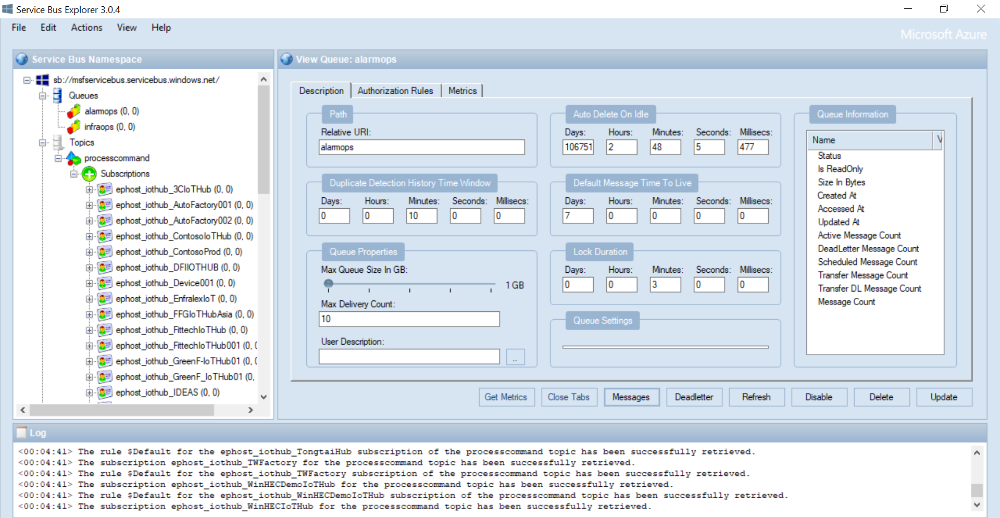 Service Bus Explorer 3.0.4
File Edit Actions View Help
Microsoft Azure
Service Bus Namespace
sb://msfservicebus.servicebus.windows.net/
Queues
alarmops (0, 0)
infraops (0, 0)
Topics
processcommand
Subscriptions
ephost_iothub_3CIoTHub (0, 0)
ephost_iothub_AutoFactory001 (0, 0)
ephost_iothub_AutoFactory002 (0, 0)
ephost_iothub_ContosoIoTHub (0, 0)
ephost_iothub_ContosoProd (0, 0)
ephost_iothub_DFIIOTHUB (0, 0)
ephost_iothub_Device001 (0, 0)
ephost_iothub_EnfralexIoT (0, 0)
ephost_iothub_FFGIoTHubAsia (0, 0)
ephost_iothub_FittechIoTHub (0, 0)
ephost_iothub_FittechIoTHub001 (0, 0
ephost_iothub_GreenF-IoTHub01 (0, 0
ephost_iothub_GreenF_IoTHub01 (0,
ephost_iothub_IDEAS (0, 0)
View Queue: alarmops
Description Authorization Rules Metrics
Path
Relative URI:
alarmops
Duplicate Detection History Time Window
Days: Hours: Minutes: Seconds: Millisecs:
0 0 10 0 0
Queue Properties
Max Queue Size In GB:
1 GB
Max Delivery Count:
10
User Description:
..
Auto Delete On Idle
Days: Hours: Minutes: Seconds: Millisecs:
106751 2 48 5 477
Default Message Time To Live
Days: Hours: Minutes: Seconds: Millisecs:
7 0 0 0 0
Lock Duration
Days: Hours: Minutes: Seconds: Millisecs:
0 0 3 0 0
Queue Settings
Queue Information
Name V
Status
Is ReadOnly
Size In Bytes
Created At
Accessed At
Updated At
Active Message Count
DeadLetter Message Count
Scheduled Message Count
Transfer Message Count
Transfer DL Message Count
Message Count
Get Metrics Close Tabs Messages Deadletter Refresh Disable Delete Update
Log
<00:04:41> The rule $Default for the ephost_iothub_TongtaiHub subscription of the processcommand topic has been successfully retrieved.
<00:04:41> The subscription ephost_iothub_TWFactory for the processcommand topic has been successfully retrieved.
<00:04:41> The rule $Default for the ephost_iothub_TWFactory subscription of the processcommand topic has been successfully retrieved.
<00:04:41> The subscription ephost_iothub_WinHECDemoIoTHub for the processcommand topic has been successfully retrieved.
<00:04:41> The rule $Default for the ephost_iothub_WinHECDemoIoTHub subscription of the processcommand topic has been successfully retrieved.
<00:04:41> The subscription ephost_iothub_WinHECIoTHub for the processcommand topic has been successfully retrieved.